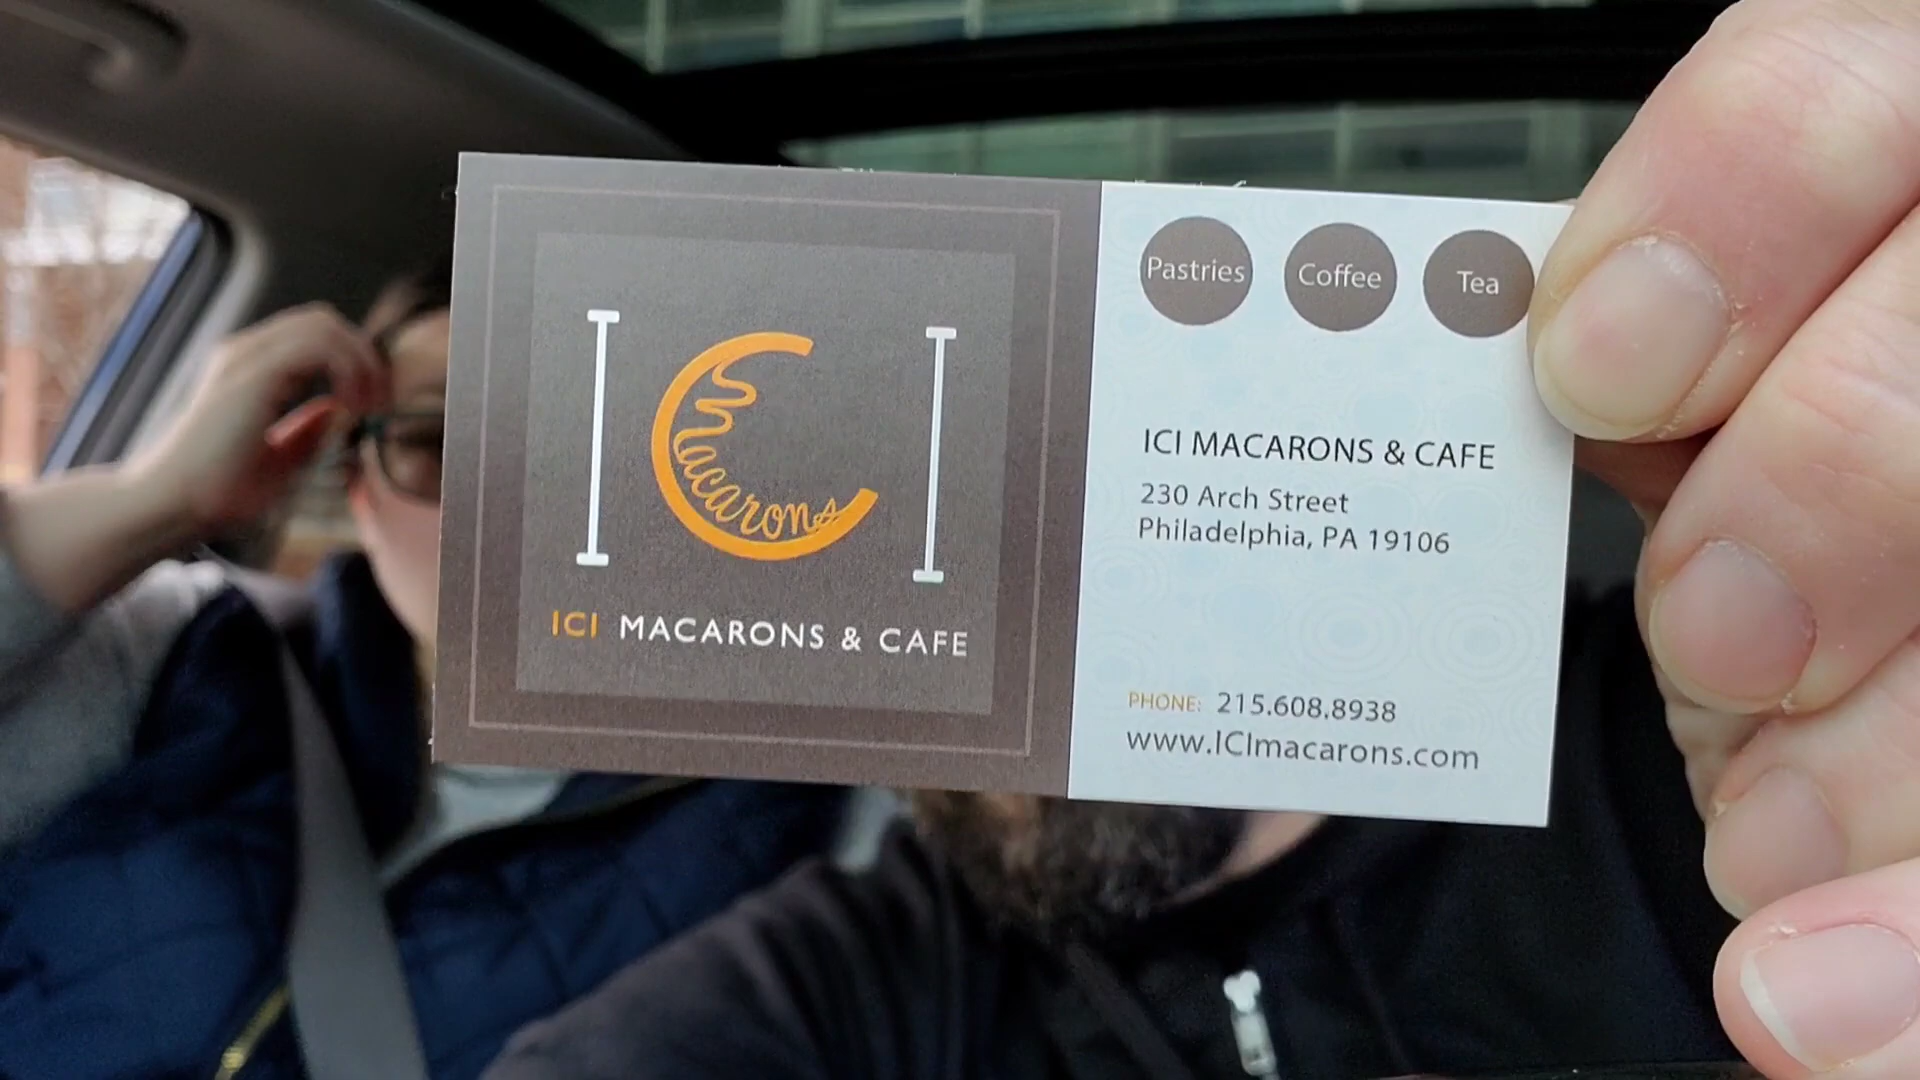 ICI
Macarons
ICI MACARONS & CAFE
Pastries
Coffee
Tea
ICI MACARONS & CAFE
230 Arch Street
Philadelphia, PA 19106
PHONE: 215.608.8938
www.ICImacarons.com